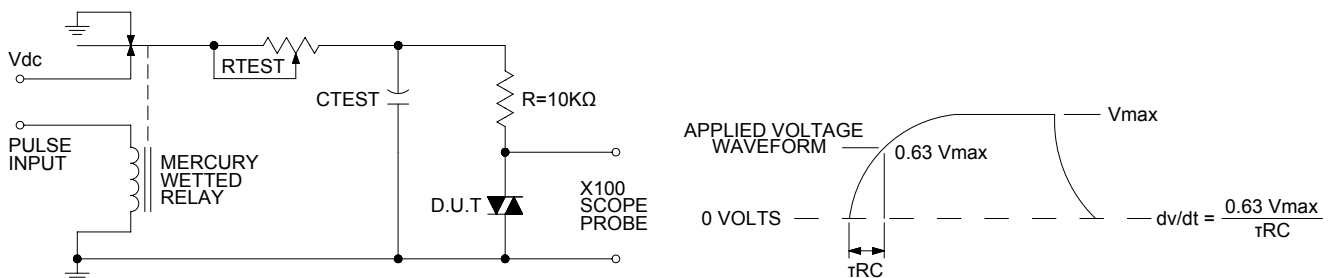 Vdc
RTEST
CTEST
R=10KΩ
PULSE
INPUT
MERCURY
WETTED
RELAY
D.U.T
X100
SCOPE
PROBE
APPLIED VOLTAGE
WAVEFORM
Vmax
0.63 Vmax
0 VOLTS
dv/dt = 0.63 Vmax
τRC
τRC